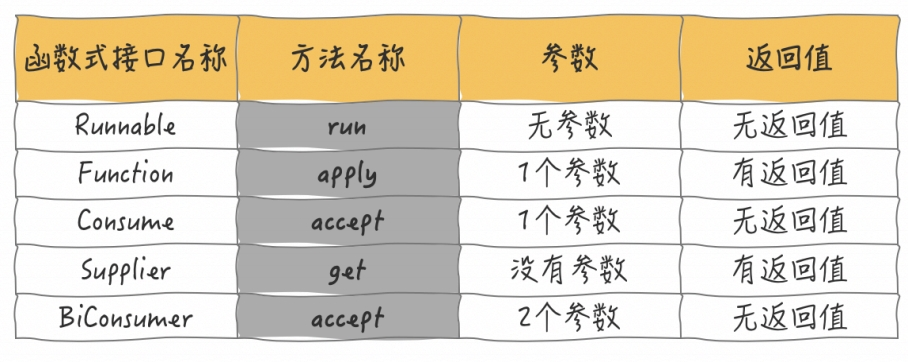 函数式接口名称 方法名称 参数 返回值
Runnable run 无参数 无返回值
Function apply 1个参数 有返回值
Consume accept 1个参数 无返回值
Supplier get 没有参数 有返回值
BiConsumer accept 2个参数 无返回值